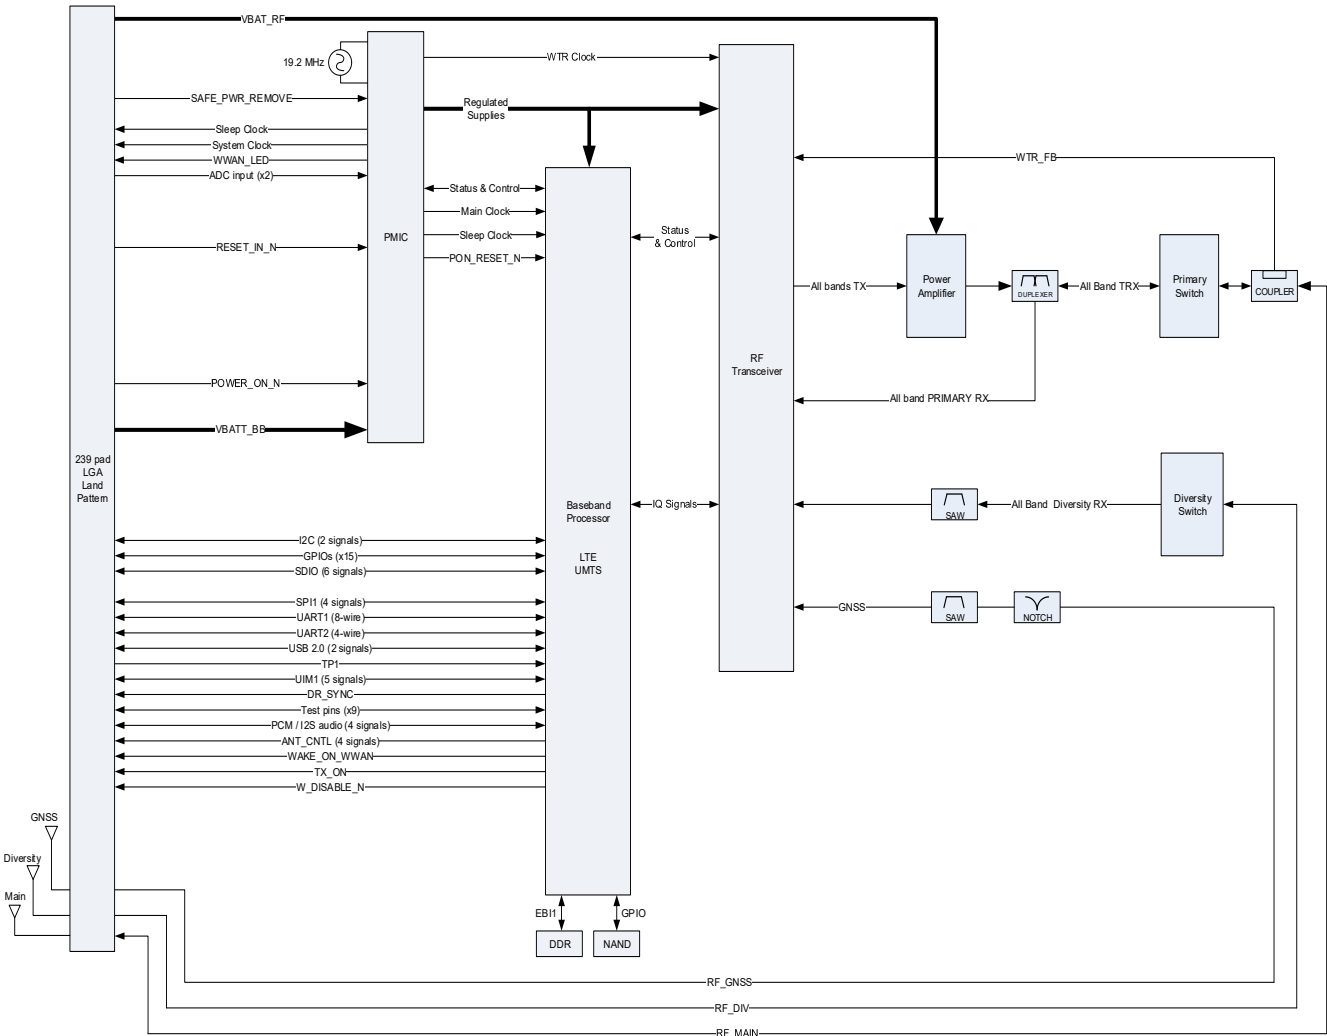 VBAT_RF
19.2 MHz
WTR Clock
SAFE_PWR_REMOVE
Regulated
Supplies
Sleep Clock
System Clock
WWAN_LED
ADC input (x2)
WTR_FB
Status & Control
Main Clock
Sleep Clock
PON_RESET_N
PMIC
RESET_IN_N
Status
& Control
All bands TX
Power
Amplifier
DUPLEXER
All Band TRX
Primary
Switch
COUPLER
RF
Transceiver
POWER_ON_N
All band PRIMARY RX
VBATT_BB
239 pad
LGA
Land
Pattern
Baseband
Processor
LTE
UMTS
IQ Signals
SAW
All Band Diversity RX
Diversity
Switch
I2C (2 signals)
GPIOs (x15)
SDIO (6 signals)
SPI1 (4 signals)
UART1 (8-wire)
UART2 (4-wire)
USB 2.0 (2 signals)
TP1
UIM1 (5 signals)
DR_SYNC
Test pins (x9)
PCM / I2S audio (4 signals)
ANT_CNTL (4 signals)
WAKE_ON_WWAN
TX_ON
W_DISABLE_N
GNSS
SAW
NOTCH
GNSS
Diversity
Main
EBI1
GPIO
DDR
NAND
RF_GNSS
RF_DIV
RF_MAIN